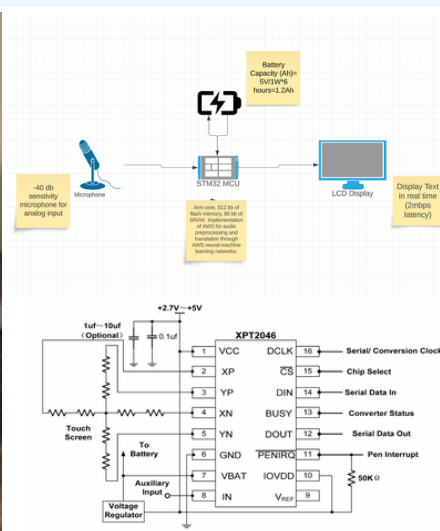 Battery
Capacity (Ah)=
5V/1W*6
hours=1.2Ah
-40 db
senstivity
microphone for
analog input
Microphone
STM32 MCU
LCD Display
Display Text
in real time
(2mbps
latency)
Arm core, 512 kb of
flash memory, 96 kb of
SRAM. Implementation
of AWS for audio
preprocessing and
translation through
AWS neural machine
learning networks.
+2.7V~+5V
1uf~10uf
(Optional)
0.1uf
XPT2046
1 VCC DCLK 16 Serial/ Conversion Clock
2 XP CS 15 Chip Select
3 YP DIN 14 Serial Data In
4 XN BUSY 13 Converter Status
5 YN DOUT 12 Serial Data Out
6 GND PENIRQ 11 Pen Interrupt
7 VBAT IOVDD 10
8 IN VREF 9
Touch
Screen
To
Battery
Auxiliary
Input
Voltage
Regulator
50KΩ